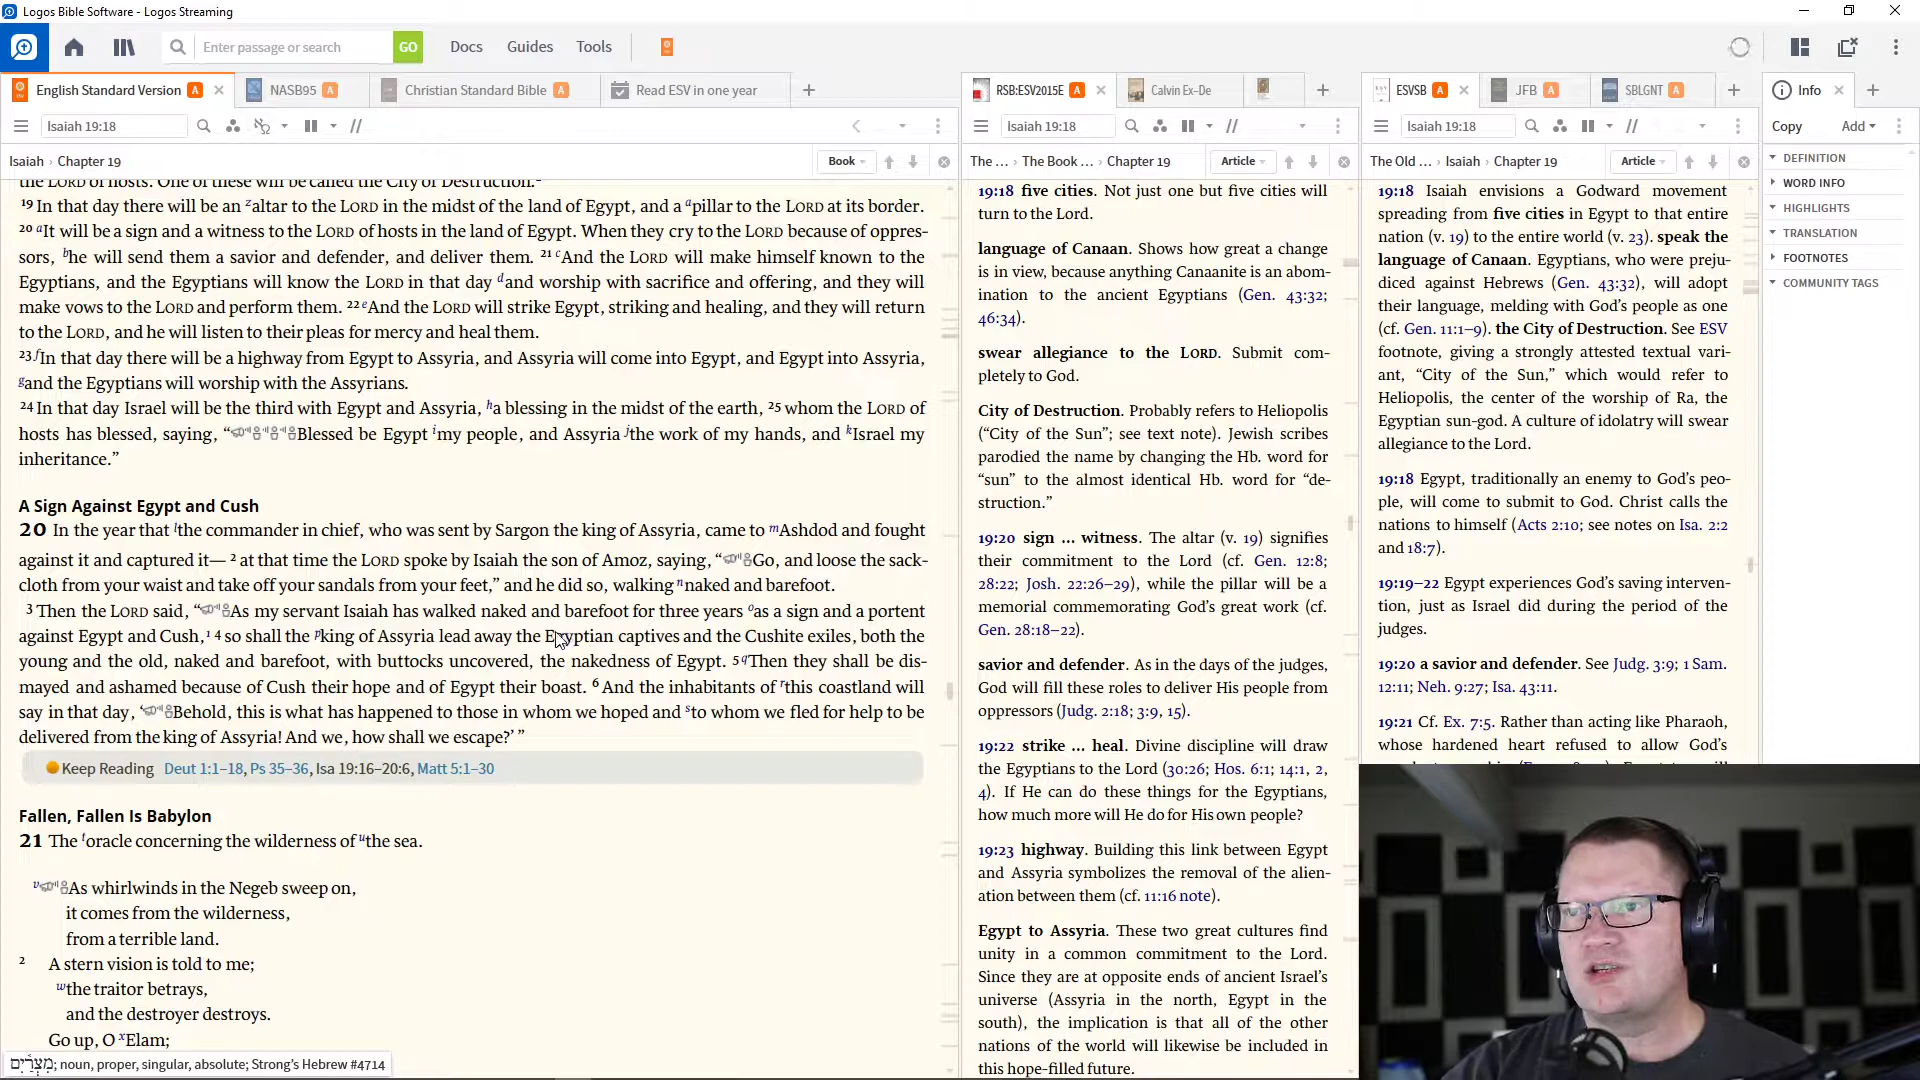 Logos Bible Software - Logos Streaming
Enter passage or search
GO
Docs
Guides
Tools
English Standard Version A
NASB95 A
Christian Standard Bible A
Read ESV in one year
Isaiah 19:18
Isaiah › Chapter 19
Book
the LORD of hosts. One of these will be called the City of Destruction.
19 In that day there will be an zaltar to the LORD in the midst of the land of Egypt, and a apillar to the LORD at its border.
20 aIt will be a sign and a witness to the LORD of hosts in the land of Egypt. When they cry to the LORD because of oppres-
sors, bhe will send them a savior and defender, and deliver them. 21 cAnd the LORD will make himself known to the
Egyptians, and the Egyptians will know the LORD in that day dand worship with sacrifice and offering, and they will
make vows to the LORD and perform them. 22 eAnd the LORD will strike Egypt, striking and healing, and they will return
to the LORD, and he will listen to their pleas for mercy and heal them.
23 fIn that day there will be a highway from Egypt to Assyria, and Assyria will come into Egypt, and Egypt into Assyria,
gand the Egyptians will worship with the Assyrians.
24 In that day Israel will be the third with Egypt and Assyria, ha blessing in the midst of the earth, 25 whom the LORD of
hosts has blessed, saying, “Blessed be Egypt imy people, and Assyria jthe work of my hands, and kIsrael my
inheritance.”
A Sign Against Egypt and Cush
20 In the year that lthe commander in chief, who was sent by Sargon the king of Assyria, came to mAshdod and fought
against it and captured it— 2 at that time the LORD spoke by Isaiah the son of Amoz, saying, “Go, and loose the sack-
cloth from your waist and take off your sandals from your feet,” and he did so, walking nnaked and barefoot.
3 Then the LORD said, “As my servant Isaiah has walked naked and barefoot for three years oas a sign and a portent
against Egypt and Cush,1 4 so shall the pking of Assyria lead away the Egyptian captives and the Cushite exiles, both the
young and the old, naked and barefoot, with buttocks uncovered, the nakedness of Egypt. 5 qThen they shall be dis-
mayed and ashamed because of Cush their hope and of Egypt their boast. 6 And the inhabitants of rthis coastland will
say in that day, ‘Behold, this is what has happened to those in whom we hoped and sto whom we fled for help to be
delivered from the king of Assyria! And we, how shall we escape?’ ”
Keep Reading Deut 1:1–18, Ps 35–36, Isa 19:16–20:6, Matt 5:1–30
Fallen, Fallen Is Babylon
21 The toracle concerning the wilderness of uthe sea.
vAs whirlwinds in the Negeb sweep on,
it comes from the wilderness,
from a terrible land.
2 A stern vision is told to me;
wthe traitor betrays,
and the destroyer destroys.
Go up, O xElam;
מִצְרַ֫יִם; noun, proper, singular, absolute; Strong’s Hebrew #4714
RSB:ESV2015E A
Calvin Ex–De
Isaiah 19:18
The ... › The Book ... › Chapter 19
Article
19:18 five cities. Not just one but five cities will
turn to the Lord.
language of Canaan. Shows how great a change
is in view, because anything Canaanite is an abom-
ination to the ancient Egyptians (Gen. 43:32;
46:34).
swear allegiance to the LORD. Submit com-
pletely to God.
City of Destruction. Probably refers to Heliopolis
(“City of the Sun”; see text note). Jewish scribes
parodied the name by changing the Hb. word for
“sun” to the almost identical Hb. word for “de-
struction.”
19:20 sign ... witness. The altar (v. 19) signifies
their commitment to the Lord (cf. Gen. 12:8;
28:22; Josh. 22:26–29), while the pillar will be a
memorial commemorating God’s great work (cf.
Gen. 28:18–22).
savior and defender. As in the days of the judges,
God will fill these roles to deliver His people from
oppressors (Judg. 2:18; 3:9, 15).
19:22 strike ... heal. Divine discipline will draw
the Egyptians to the Lord (30:26; Hos. 6:1; 14:1, 2,
4). If He can do these things for the Egyptians,
how much more will He do for His own people?
19:23 highway. Building this link between Egypt
and Assyria symbolizes the removal of the alien-
ation between them (cf. 11:16 note).
Egypt to Assyria. These two great cultures find
unity in a common commitment to the Lord.
Since they are at opposite ends of ancient Israel’s
universe (Assyria in the north, Egypt in the
south), the implication is that all of the other
nations of the world will likewise be included in
this hope-filled future.
ESVSB A
JFB A
SBLGNT A
Isaiah 19:18
The Old ... › Isaiah › Chapter 19
Article
19:18 Isaiah envisions a Godward movement
spreading from five cities in Egypt to that entire
nation (v. 19) to the entire world (v. 23). speak the
language of Canaan. Egyptians, who were preju-
diced against Hebrews (Gen. 43:32), will adopt
their language, melding with God’s people as one
(cf. Gen. 11:1–9). the City of Destruction. See ESV
footnote, giving a strongly attested textual vari-
ant, “City of the Sun,” which would refer to
Heliopolis, the center of the worship of Ra, the
Egyptian sun-god. A culture of idolatry will swear
allegiance to the Lord.
19:18 Egypt, traditionally an enemy to God’s peo-
ple, will come to submit to God. Christ calls the
nations to himself (Acts 2:10; see notes on Isa. 2:2
and 18:7).
19:19–22 Egypt experiences God’s saving interven-
tion, just as Israel did during the period of the
judges.
19:20 a savior and defender. See Judg. 3:9; 1 Sam.
12:11; Neh. 9:27; Isa. 43:11.
19:21 Cf. Ex. 7:5. Rather than acting like Pharaoh,
whose hardened heart refused to allow God’s
Info
Copy
Add
DEFINITION
WORD INFO
HIGHLIGHTS
TRANSLATION
FOOTNOTES
COMMUNITY TAGS